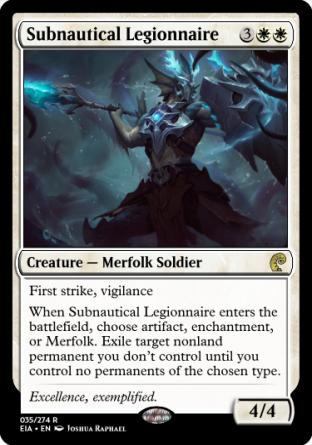 Subnautical Legionnaire 3
Creature — Merfolk Soldier
First strike, vigilance
When Subnautical Legionnaire enters the
battlefield, choose artifact, enchantment,
or Merfolk. Exile target nonland
permanent you don't control until you
control no permanents of the chosen type.
Excellence, exemplified.
4/4
035/274 R
EIA • EN Joshua Raphael